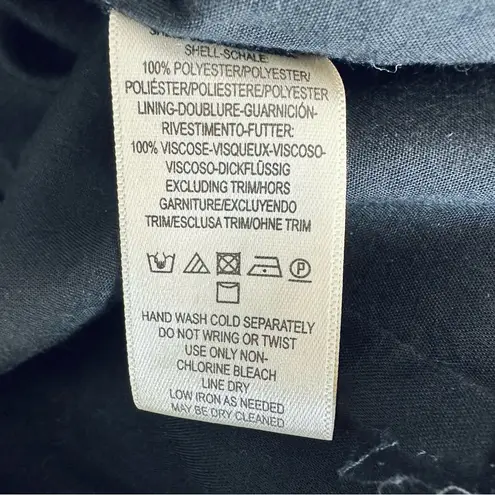 SHELL-SCHALE:
100% POLYESTER/POLYESTER/
POLIÉSTER/POLIESTERE/POLYESTER
LINING-DOUBLURE-GUARNICIÓN-
RIVESTIMENTO-FUTTER:
100% VISCOSE-VISQUEUX-VISCOSO-
VISCOSO-DICKFLÜSSIG
EXCLUDING TRIM/HORS
GARNITURE/EXCLUYENDO
TRIM/ESCLUSA TRIM/OHNE TRIM
P
HAND WASH COLD SEPARATELY
DO NOT WRING OR TWIST
USE ONLY NON-
CHLORINE BLEACH
LINE DRY
LOW IRON AS NEEDED
MAY BE DRY CLEANED